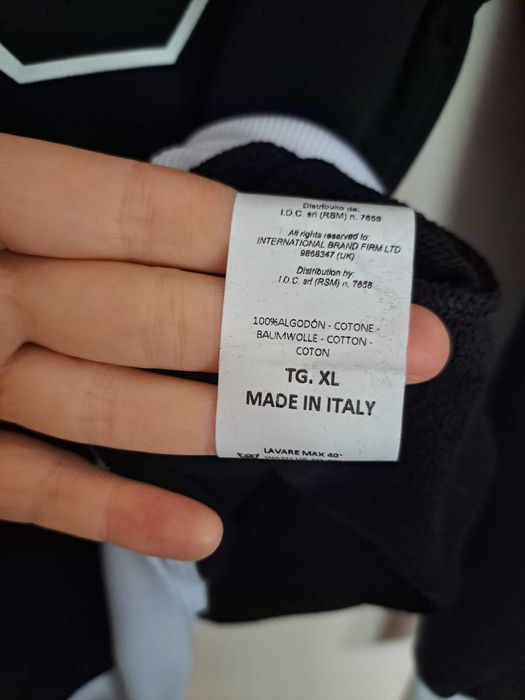 Distribuito da:
I.D.C. srl (RSM) n. 7658
All rights reserved to
INTERNATIONAL BRAND FIRM LTD
9858347 (UK)
Distribution by:
I.D.C. srl (RSM) n. 7658
100%ALGODÓN - COTONE -
BAUMWOLLE - COTTON -
COTON
TG. XL
MADE IN ITALY
LAVARE MAX 40°